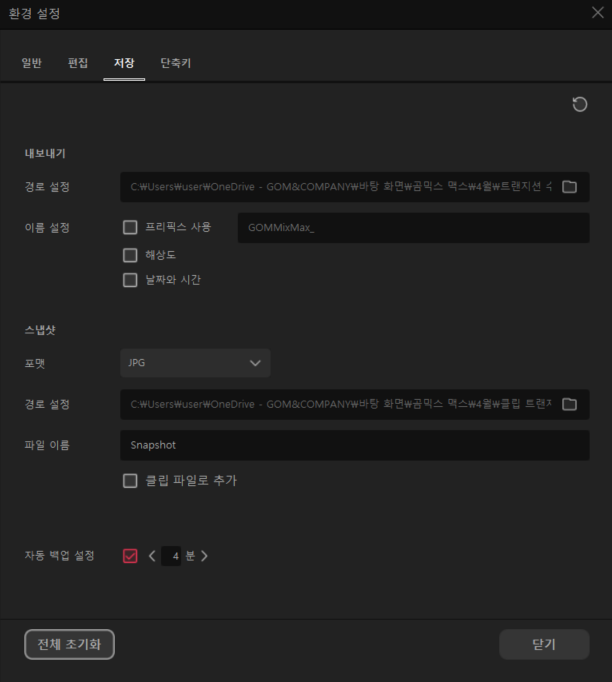 환경 설정
일반 편집 저장 단축키
내보내기
경로 설정 C:₩Users₩user₩OneDrive - GOM&COMPANY₩바탕 화면₩곰믹스 맥스₩4월₩트랜지션
이름 설정 프리픽스 사용 GOMMixMax_
해상도
날짜와 시간
스냅샷
포맷 JPG
경로 설정 C:₩Users₩user₩OneDrive - GOM&COMPANY₩바탕 화면₩곰믹스 맥스₩4월₩클립
파일 이름 Snapshot
클립 파일로 추가
자동 백업 설정 4 분
전체 초기화 닫기